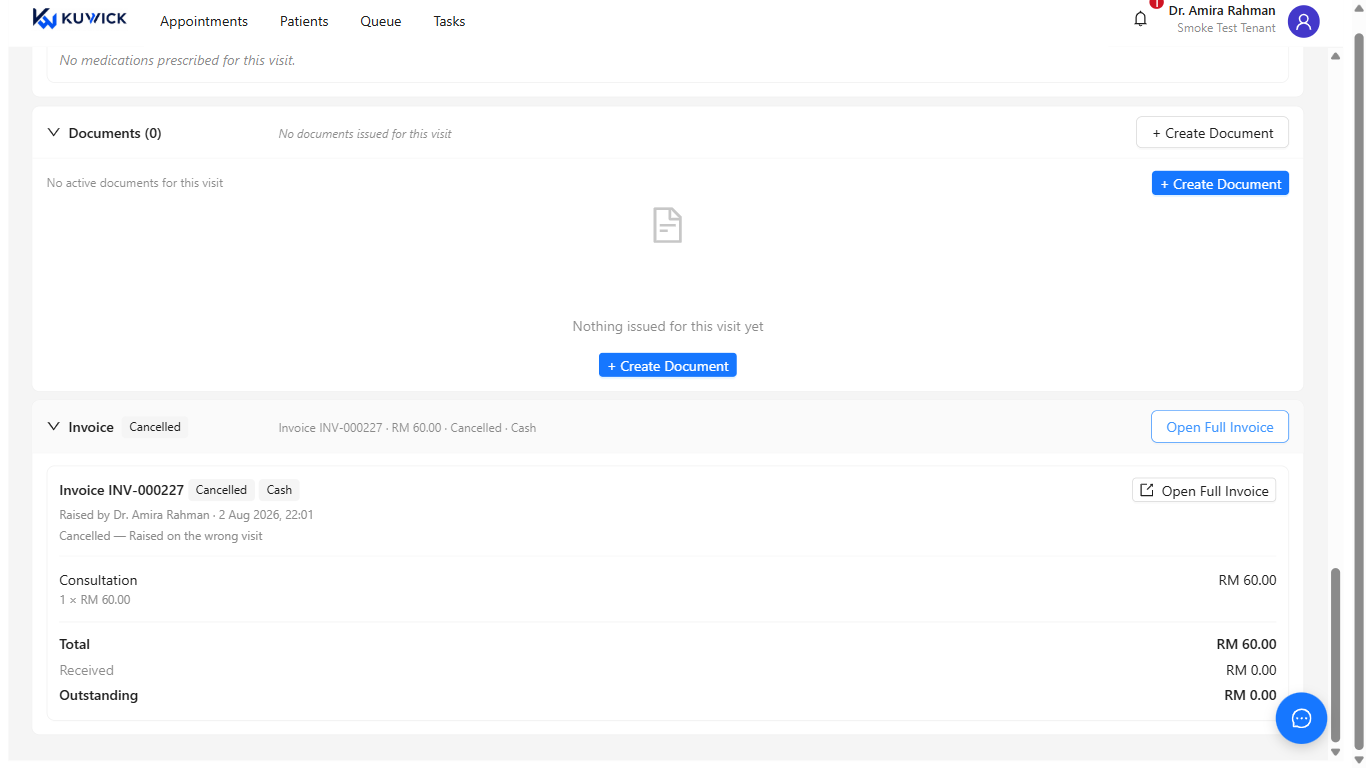 KUWICK
Appointments
Patients
Queue
Tasks
1
Dr. Amira Rahman
Smoke Test Tenant
No medications prescribed for this visit.
Documents (0)
No documents issued for this visit
+ Create Document
No active documents for this visit
+ Create Document
Nothing issued for this visit yet
+ Create Document
Invoice
Cancelled
Invoice INV-000227 · RM 60.00 · Cancelled · Cash
Open Full Invoice
Invoice INV-000227
Cancelled
Cash
Open Full Invoice
Raised by Dr. Amira Rahman · 2 Aug 2026, 22:01
Cancelled — Raised on the wrong visit
Consultation
RM 60.00
1 × RM 60.00
Total
RM 60.00
Received
RM 0.00
Outstanding
RM 0.00